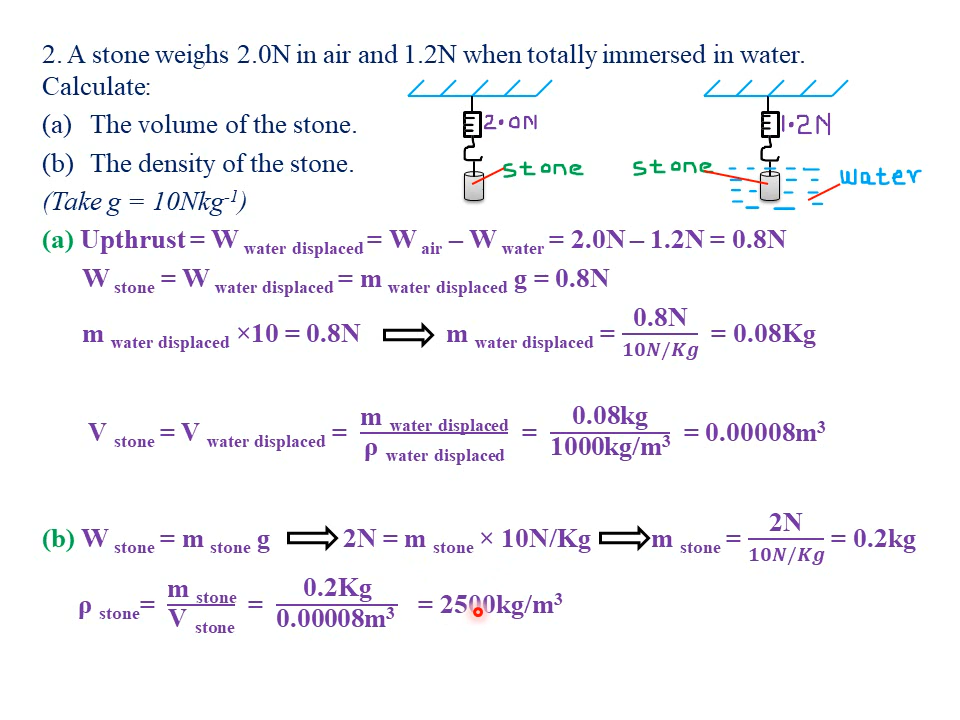 2. A stone weighs 2.0N in air and 1.2N when totally immersed in water.
Calculate:
(a) The volume of the stone.
(b) The density of the stone.
(Take g = 10Nkg⁻¹)
2.0N
stone
1.2N
stone
water
(a) Upthrust = W water displaced = W air – W water = 2.0N – 1.2N = 0.8N
W stone = W water displaced = m water displaced g = 0.8N
m water displaced ×10 = 0.8N ⇒ m water displaced = 0.8N / 10N/Kg = 0.08Kg
V stone = V water displaced = m water displaced / ρ water displaced = 0.08kg / 1000kg/m³ = 0.00008m³
(b) W stone = m stone g ⇒ 2N = m stone × 10N/Kg ⇒ m stone = 2N / 10N/Kg = 0.2kg
ρ stone = m stone / V stone = 0.2Kg / 0.00008m³ = 2500kg/m³